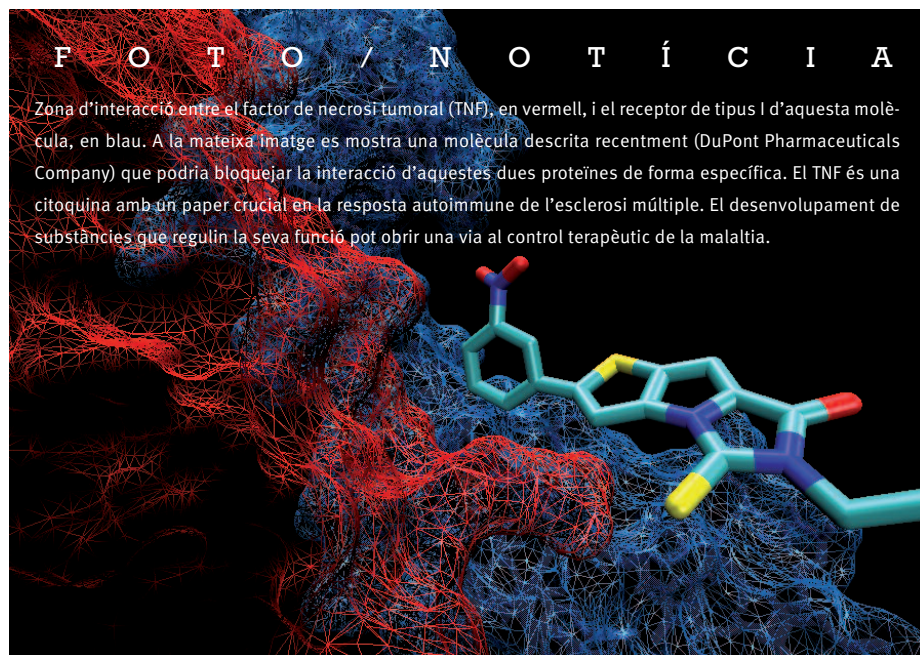 FOTO/NOTÍCIA
Zona d’interacció entre el factor de necrosi tumoral (TNF), en vermell, i el receptor de tipus I d’aquesta molè-
cula, en blau. A la mateixa imatge es mostra una molècula descrita recentment (DuPont Pharmaceuticals
Company) que podria bloquejar la interacció d’aquestes dues proteïnes de forma específica. El TNF és una
citoquina amb un paper crucial en la resposta autoimmune de l’esclerosi múltiple. El desenvolupament de
substàncies que regulin la seva funció pot obrir una via al control terapèutic de la malaltia.